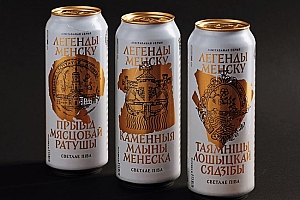 ЛЕГЕНДЫ
МЕНСКУ
ПРЫВІД
МЯСЦОВАЙ
РАТУШЫ
СВЕТЛАЕ ПІВА
ЛЕГЕНДЫ
МЕНСКУ
КАМЕННЫЯ
МЛЫНЫ
МЕНЕСКА
СВЕТЛАЕ ПІВА
ЛЕГЕНДЫ
МЕНСКУ
ТАЯМНІЦЫ
ЛОШЫЦКАЙ
СЯДЗІБЫ
СВЕТЛАЕ ПІВА